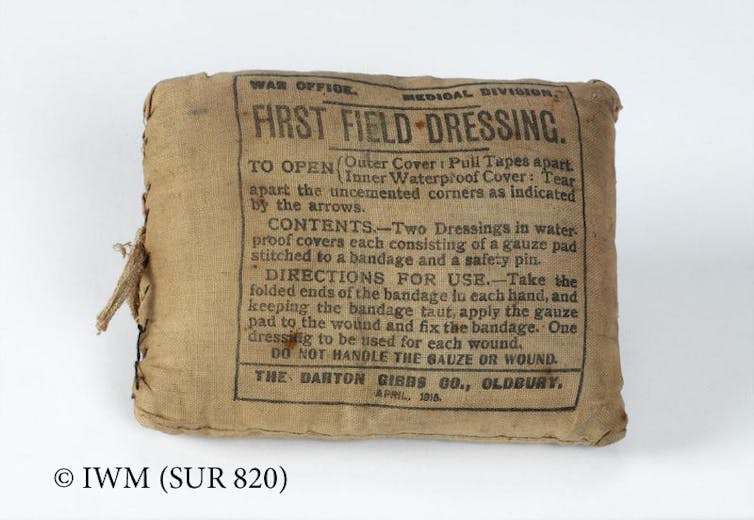 WAR OFFICE. MEDICAL DIVISION.
FIRST FIELD DRESSING.
TO OPEN { Outer Cover: Pull Tapes apart.
Inner Waterproof Cover: Tear
apart the uncemented corners as indicated
by the arrows.
CONTENTS.—Two Dressings in water-
proof covers each consisting of a gauze pad
stitched to a bandage and a safety pin.
DIRECTIONS FOR USE.—Take the
folded ends of the bandage in each hand, and
keeping the bandage taut, apply the gauze
pad to the wound and fix the bandage. One
dressing to be used for each wound.
DO NOT HANDLE THE GAUZE OR WOUND.
THE DARTON GIBBS CO., OLDBURY.
APRIL,
© IWM (SUR 820)